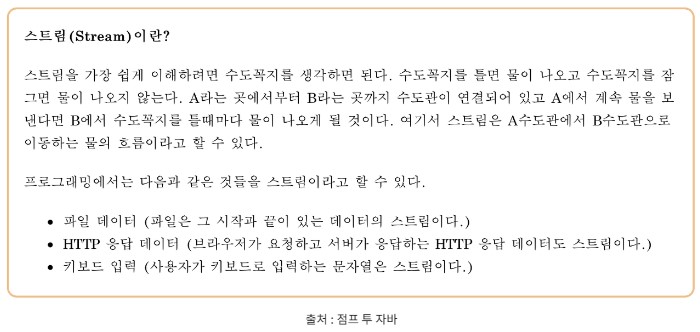 스트림(Stream)이란?
스트림을 가장 쉽게 이해하려면 수도꼭지를 생각하면 된다. 수도꼭지를 틀면 물이 나오고 수도꼭지를 잠
그면 물이 나오지 않는다. A라는 곳에서부터 B라는 곳까지 수도관이 연결되어 있고 A에서 계속 물을 보
낸다면 B에서 수도꼭지를 틀때마다 물이 나오게 될 것이다. 여기서 스트림은 A수도관에서 B수도관으로
이동하는 물의 흐름이라고 할 수 있다.
프로그래밍에서는 다음과 같은 것들을 스트림이라고 할 수 있다.
• 파일 데이터 (파일은 그 시작과 끝이 있는 데이터의 스트림이다.)
• HTTP 응답 데이터 (브라우저가 요청하고 서버가 응답하는 HTTP 응답 데이터도 스트림이다.)
• 키보드 입력 (사용자가 키보드로 입력하는 문자열은 스트림이다.)
출처 : 점프 투 자바